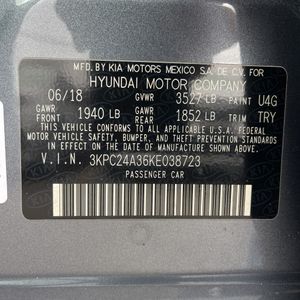 MFD. BY KIA MOTORS MEXICO S.A. DE C.V. FOR
HYUNDAI MOTOR COMPANY
06/18 GVWR 3527 LB PAINT U4G
GAWR FRONT 1940 LB GAWR REAR 1852 LB TRIM TRY
THIS VEHICLE CONFORMS TO ALL APPLICABLE U.S. FEDERAL
MOTOR VEHICLE SAFETY, BUMPER, AND THEFT PREVENTION
STANDARDS IN EFFECT ON THE DATE OF MANUFACTURE
SHOWN ABOVE.
V.I.N. 3KPC24A36KE038723
PASSENGER CAR